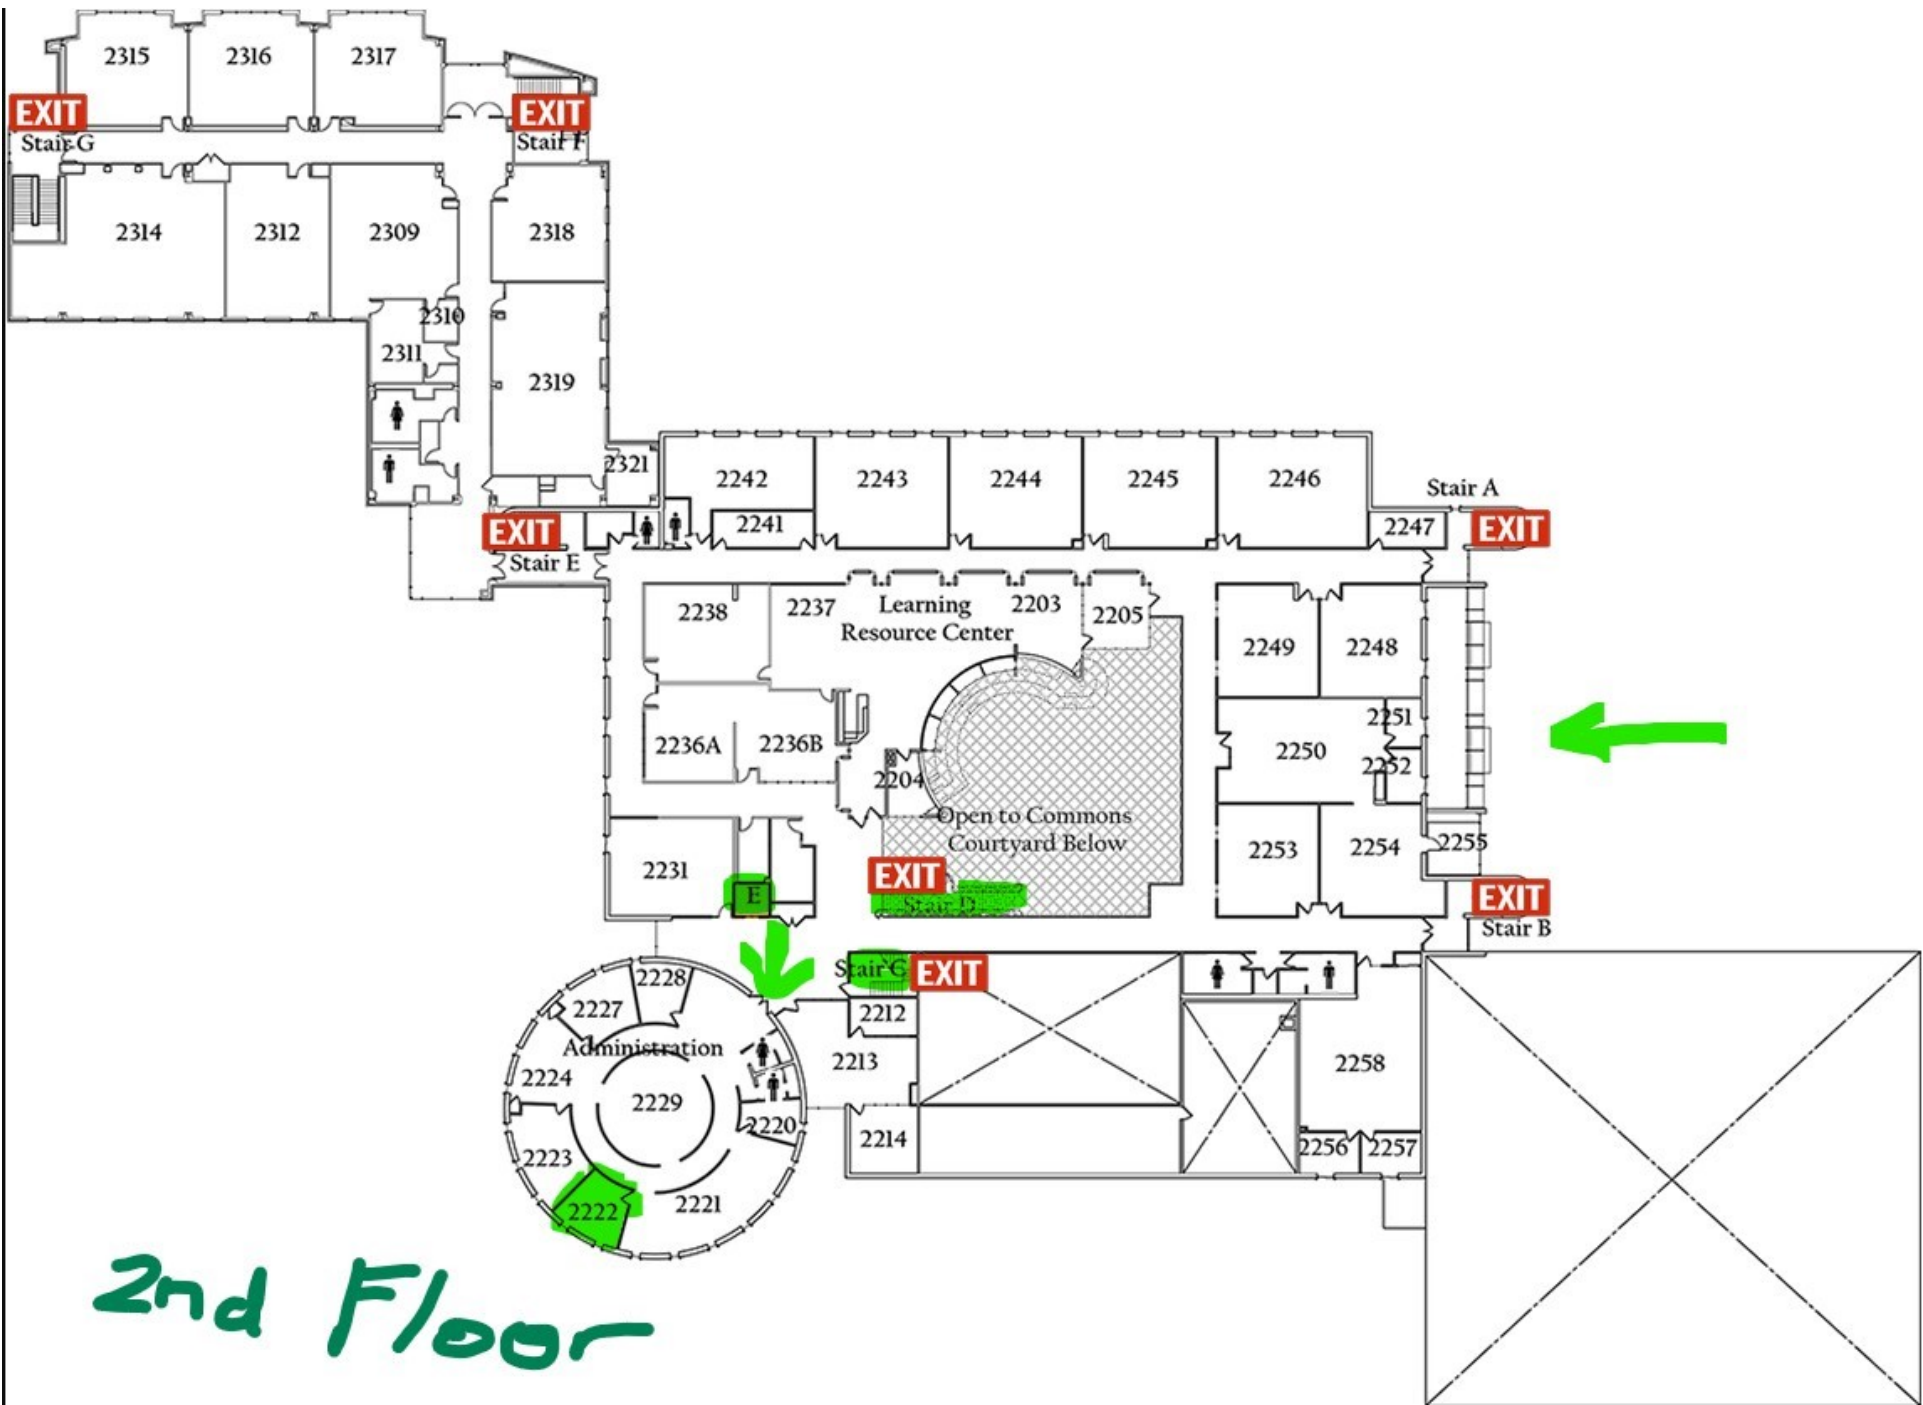 2315
2316
2317
EXIT
Stair G
EXIT
Stair F
2314
2312
2309
2318
2310
2311
2319
2321
2242
2243
2244
2245
2246
Stair A
EXIT
2241
2247
EXIT
Stair E
2238
2237
Learning
Resource Center
2203
2205
2249
2248
2236A
2236B
2204
2250
2251
2252
Open to Commons
Courtyard Below
2253
2254
2255
2231
E
EXIT
Stair D
EXIT
Stair B
Stair C
EXIT
2228
2227
2212
Administration
2213
2224
2229
2258
2220
2214
2256
2257
2223
2222
2221
2nd Floor